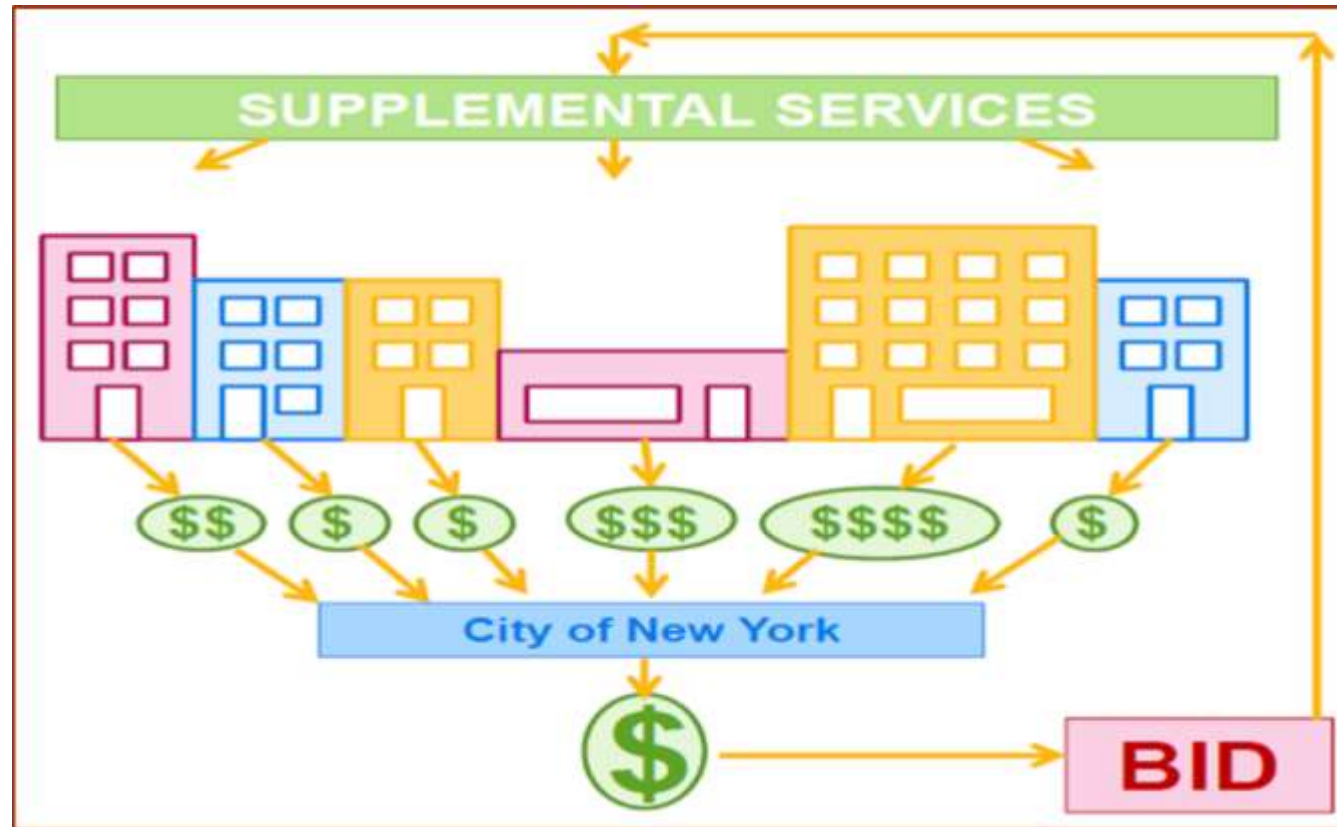 SUPPLEMENTAL SERVICES
$$ $ $ $$$ $$$$ $
City of New York
$
BID